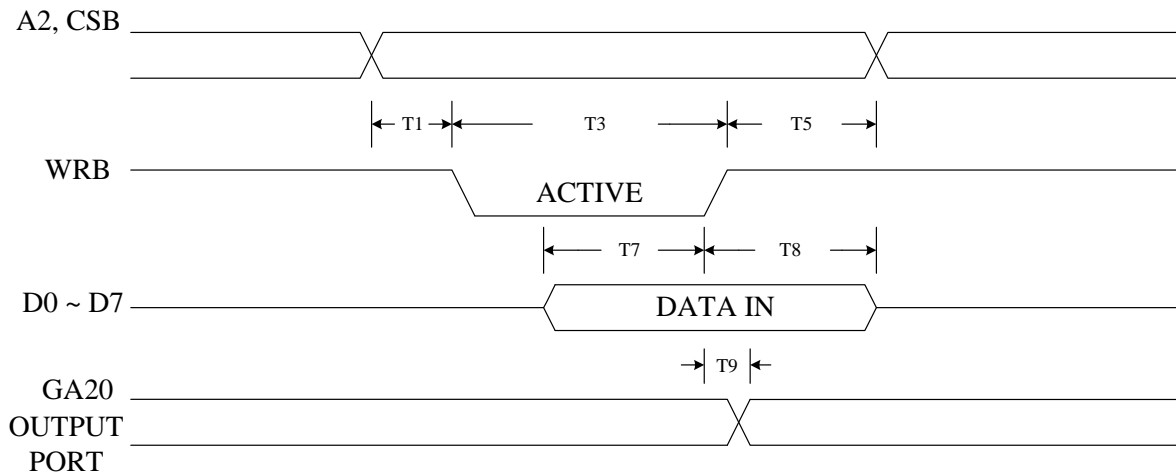 A2, CSB
T1 T3 T5
WRB
ACTIVE
T7 T8
D0 ~ D7
DATA IN
T9
GA20
OUTPUT
PORT